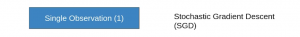 Single Observation (1)
Stochastic Gradient Descent
(SGD)